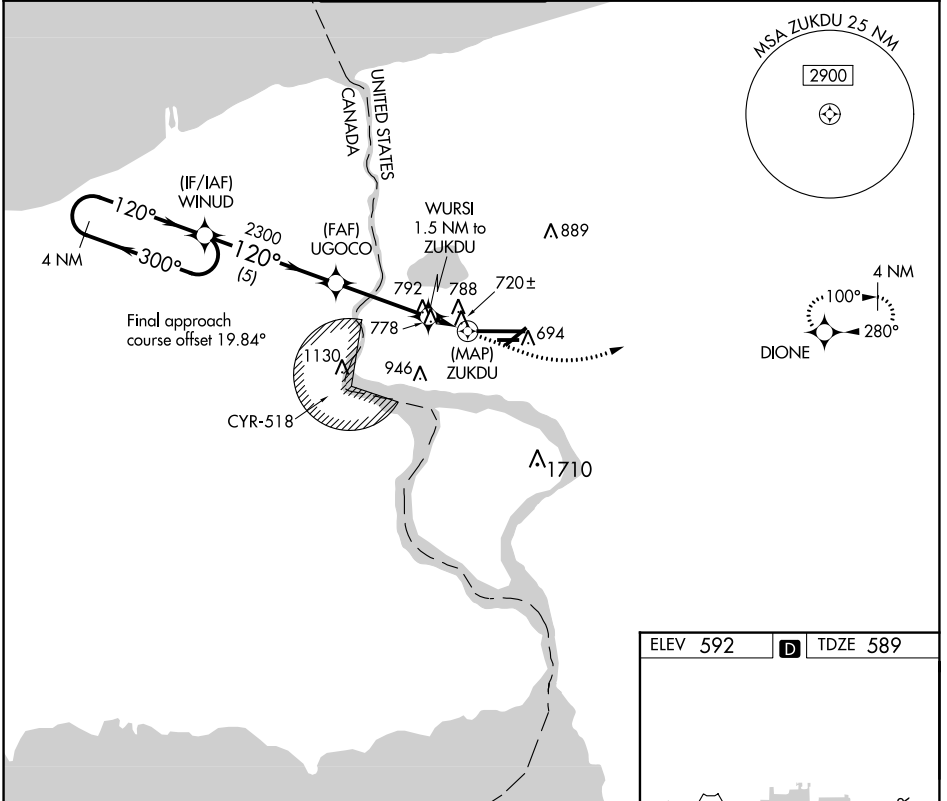 MSA ZUKDU 25 NM
2900
UNITED STATES
CANADA
(IF/IAF)
WINUD
120°
300°
4 NM
2300
120°
(5)
(FAF)
UGOCO
WURSI
1.5 NM to
ZUKDU
889
792
788
720±
778
694
(MAP)
ZUKDU
4 NM
100°
280°
DIONE
Final approach
course offset 19.84°
1130
946
CYR-518
1710
ELEV 592
D
TDZE 589